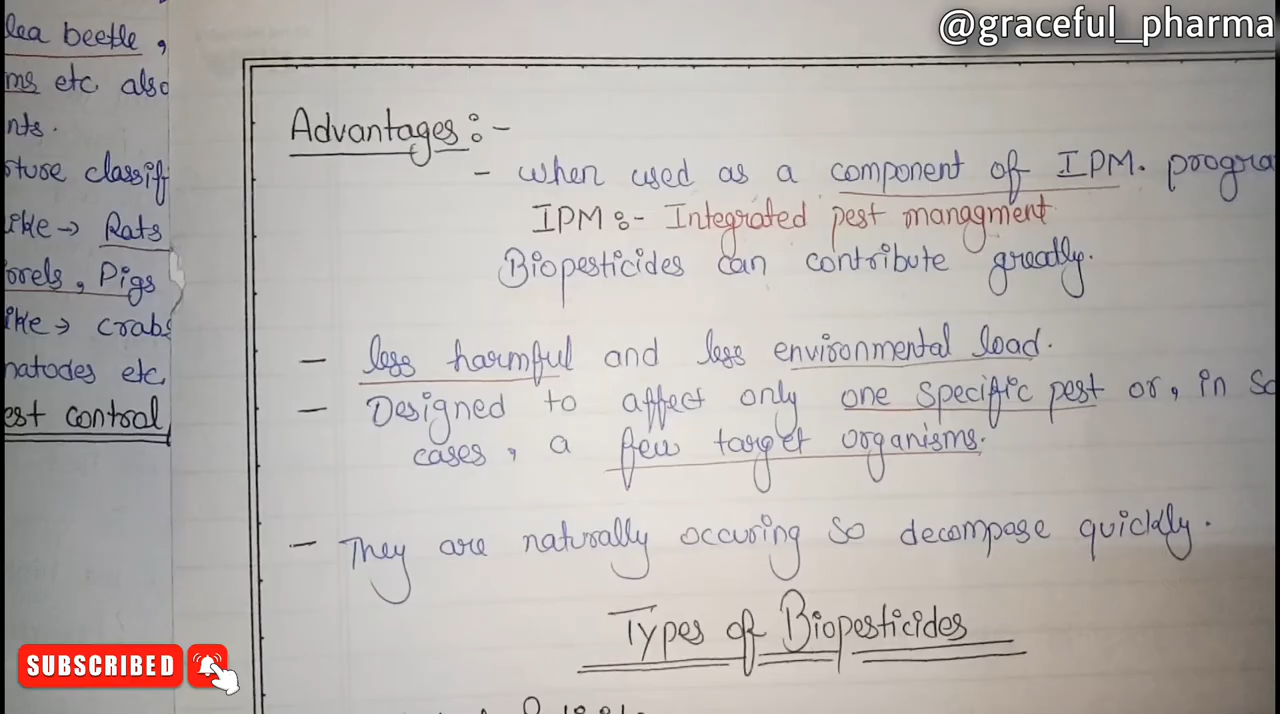 @graceful_pharma
lea beetle,
ms etc also
nts.
ture classif
ike → Rats
rrels, Pigs
ike → crabs
natodes etc.
est control
Advantages :-
- when used as a component of IPM. progra
IPM :- Integrated pest managment
Biopesticides can contribute greadly.
- less harmful and less environmental load.
- Designed to affect only one specific pest or, in so
cases, a few target organisms.
- They are naturally occuring so decompase quickly.
Types of Biopesticides
SUBSCRIBED